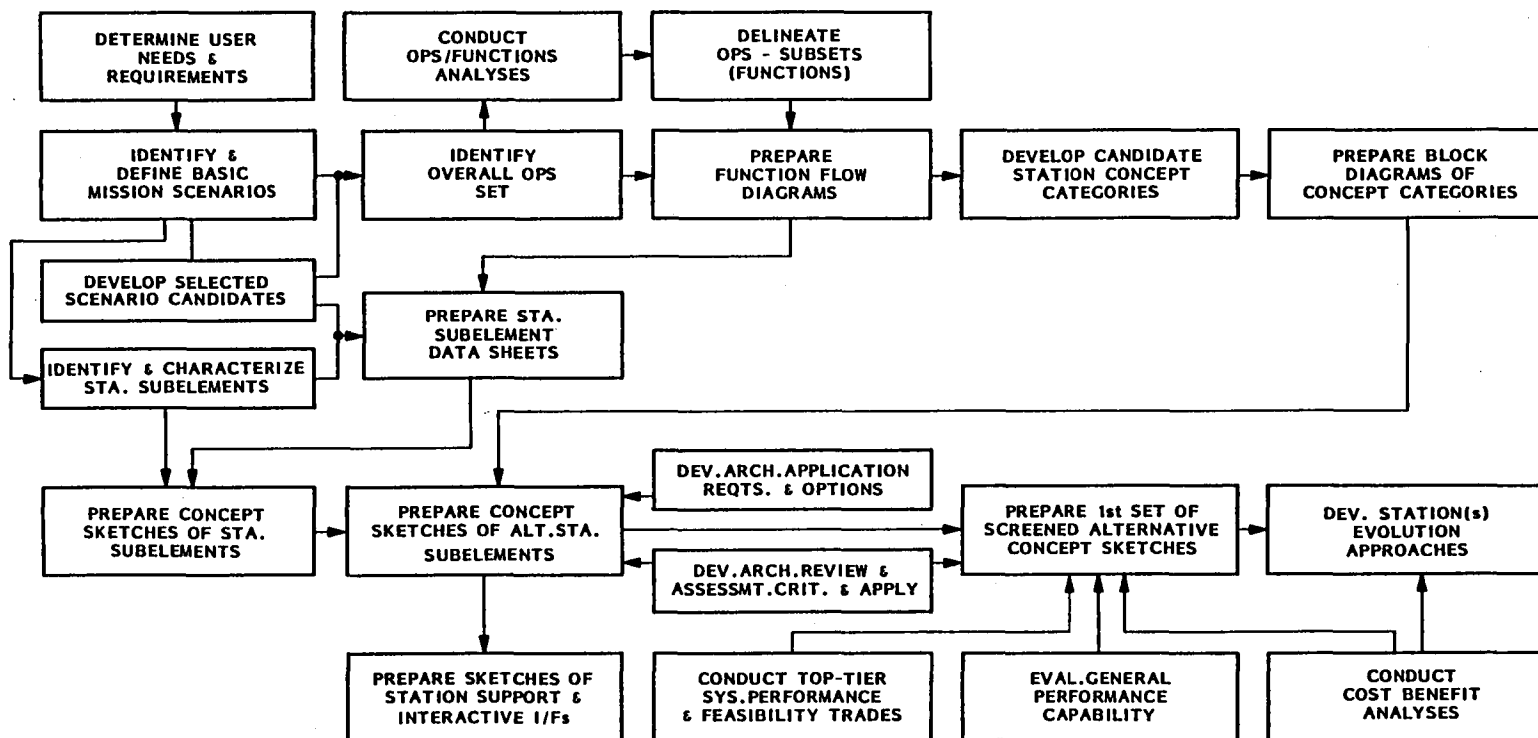 DETERMINE USER
NEEDS &
REQUIREMENTS
CONDUCT
OPS/FUNCTIONS
ANALYSES
DELINEATE
OPS - SUBSETS
(FUNCTIONS)
IDENTIFY &
DEFINE BASIC
MISSION SCENARIOS
IDENTIFY
OVERALL OPS
SET
PREPARE
FUNCTION FLOW
DIAGRAMS
DEVELOP CANDIDATE
STATION CONCEPT
CATEGORIES
PREPARE BLOCK
DIAGRAMS OF
CONCEPT CATEGORIES
DEVELOP SELECTED
SCENARIO CANDIDATES
PREPARE STA.
SUBELEMENT
DATA SHEETS
IDENTIFY & CHARACTERIZE
STA. SUBELEMENTS
DEV.ARCH.APPLICATION
REQTS. & OPTIONS
PREPARE CONCEPT
SKETCHES OF STA.
SUBELEMENTS
PREPARE CONCEPT
SKETCHES OF ALT.STA.
SUBELEMENTS
PREPARE 1st SET OF
SCREENED ALTERNATIVE
CONCEPT SKETCHES
DEV. STATION(s)
EVOLUTION
APPROACHES
DEV.ARCH.REVIEW &
ASSESSMT.CRIT. & APPLY
PREPARE SKETCHES OF
STATION SUPPORT &
INTERACTIVE I/Fs
CONDUCT TOP-TIER
SYS.PERFORMANCE
& FEASIBILITY TRADES
EVAL.GENERAL
PERFORMANCE
CAPABILITY
CONDUCT
COST BENEFIT
ANALYSES